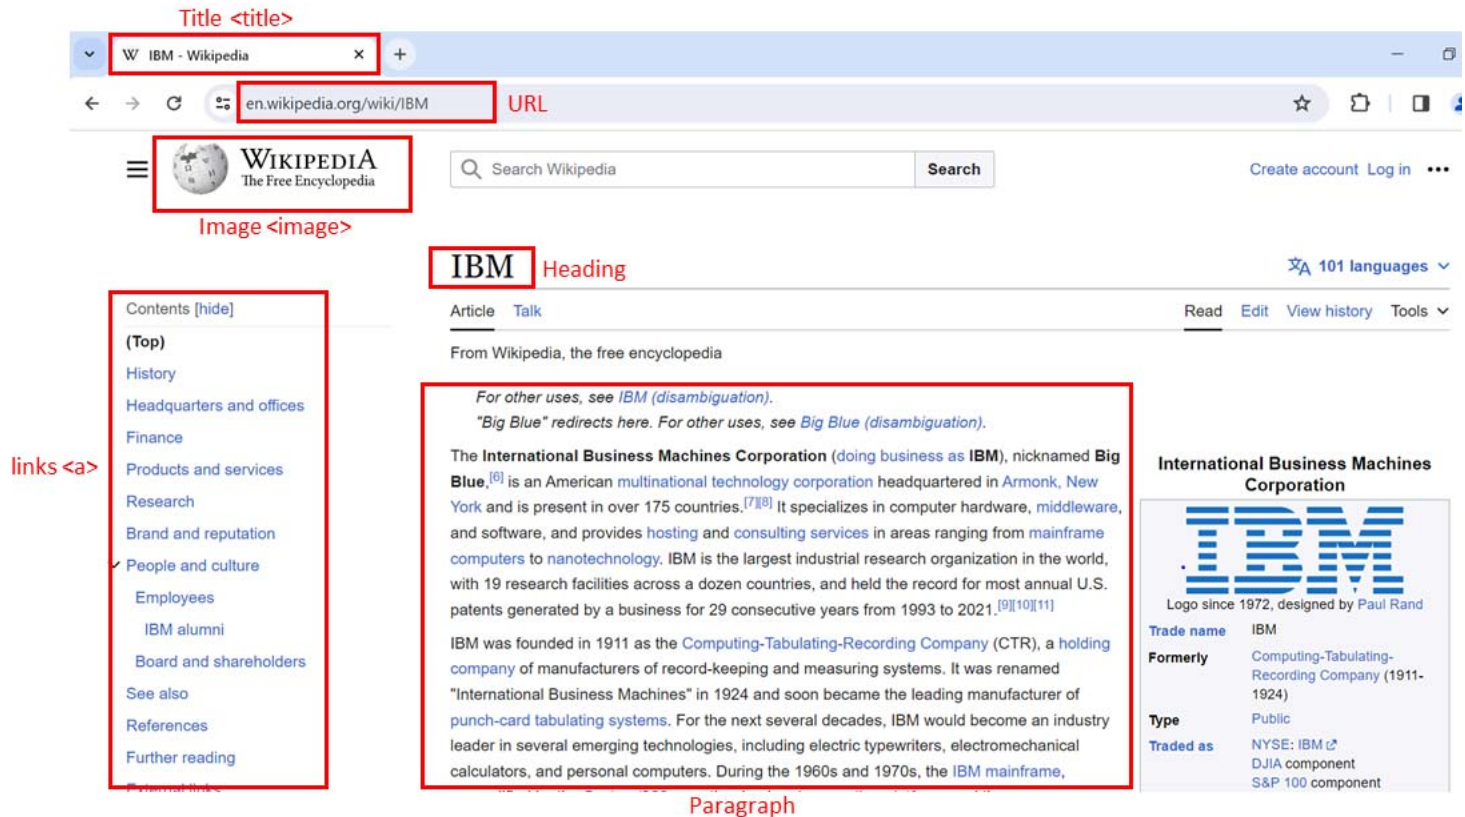 Title <title>
W IBM - Wikipedia
en.wikipedia.org/wiki/IBM
URL
WIKIPEDIA
The Free Encyclopedia
Search Wikipedia
Search
Create account Log in
Image <image>
IBM
Heading
101 languages
Contents [hide]
(Top)
History
Headquarters and offices
Finance
Products and services
Research
Brand and reputation
People and culture
Employees
IBM alumni
Board and shareholders
See also
References
Further reading
External links
links <a>
Article Talk
Read Edit View history Tools
From Wikipedia, the free encyclopedia
For other uses, see IBM (disambiguation).
"Big Blue" redirects here. For other uses, see Big Blue (disambiguation).
The International Business Machines Corporation (doing business as IBM), nicknamed Big
Blue,[6] is an American multinational technology corporation headquartered in Armonk, New
York and is present in over 175 countries.[7][8] It specializes in computer hardware, middleware,
and software, and provides hosting and consulting services in areas ranging from mainframe
computers to nanotechnology. IBM is the largest industrial research organization in the world,
with 19 research facilities across a dozen countries, and held the record for most annual U.S.
patents generated by a business for 29 consecutive years from 1993 to 2021.[9][10][11]
IBM was founded in 1911 as the Computing-Tabulating-Recording Company (CTR), a holding
company of manufacturers of record-keeping and measuring systems. It was renamed
"International Business Machines" in 1924 and soon became the leading manufacturer of
punch-card tabulating systems. For the next several decades, IBM would become an industry
leader in several emerging technologies, including electric typewriters, electromechanical
calculators, and personal computers. During the 1960s and 1970s, the IBM mainframe,
Paragraph
International Business Machines
Corporation
IBM
Logo since 1972, designed by Paul Rand
Trade name IBM
Formerly Computing-Tabulating-
Recording Company (1911-
1924)
Type Public
Traded as NYSE: IBM
DJIA component
S&P 100 component